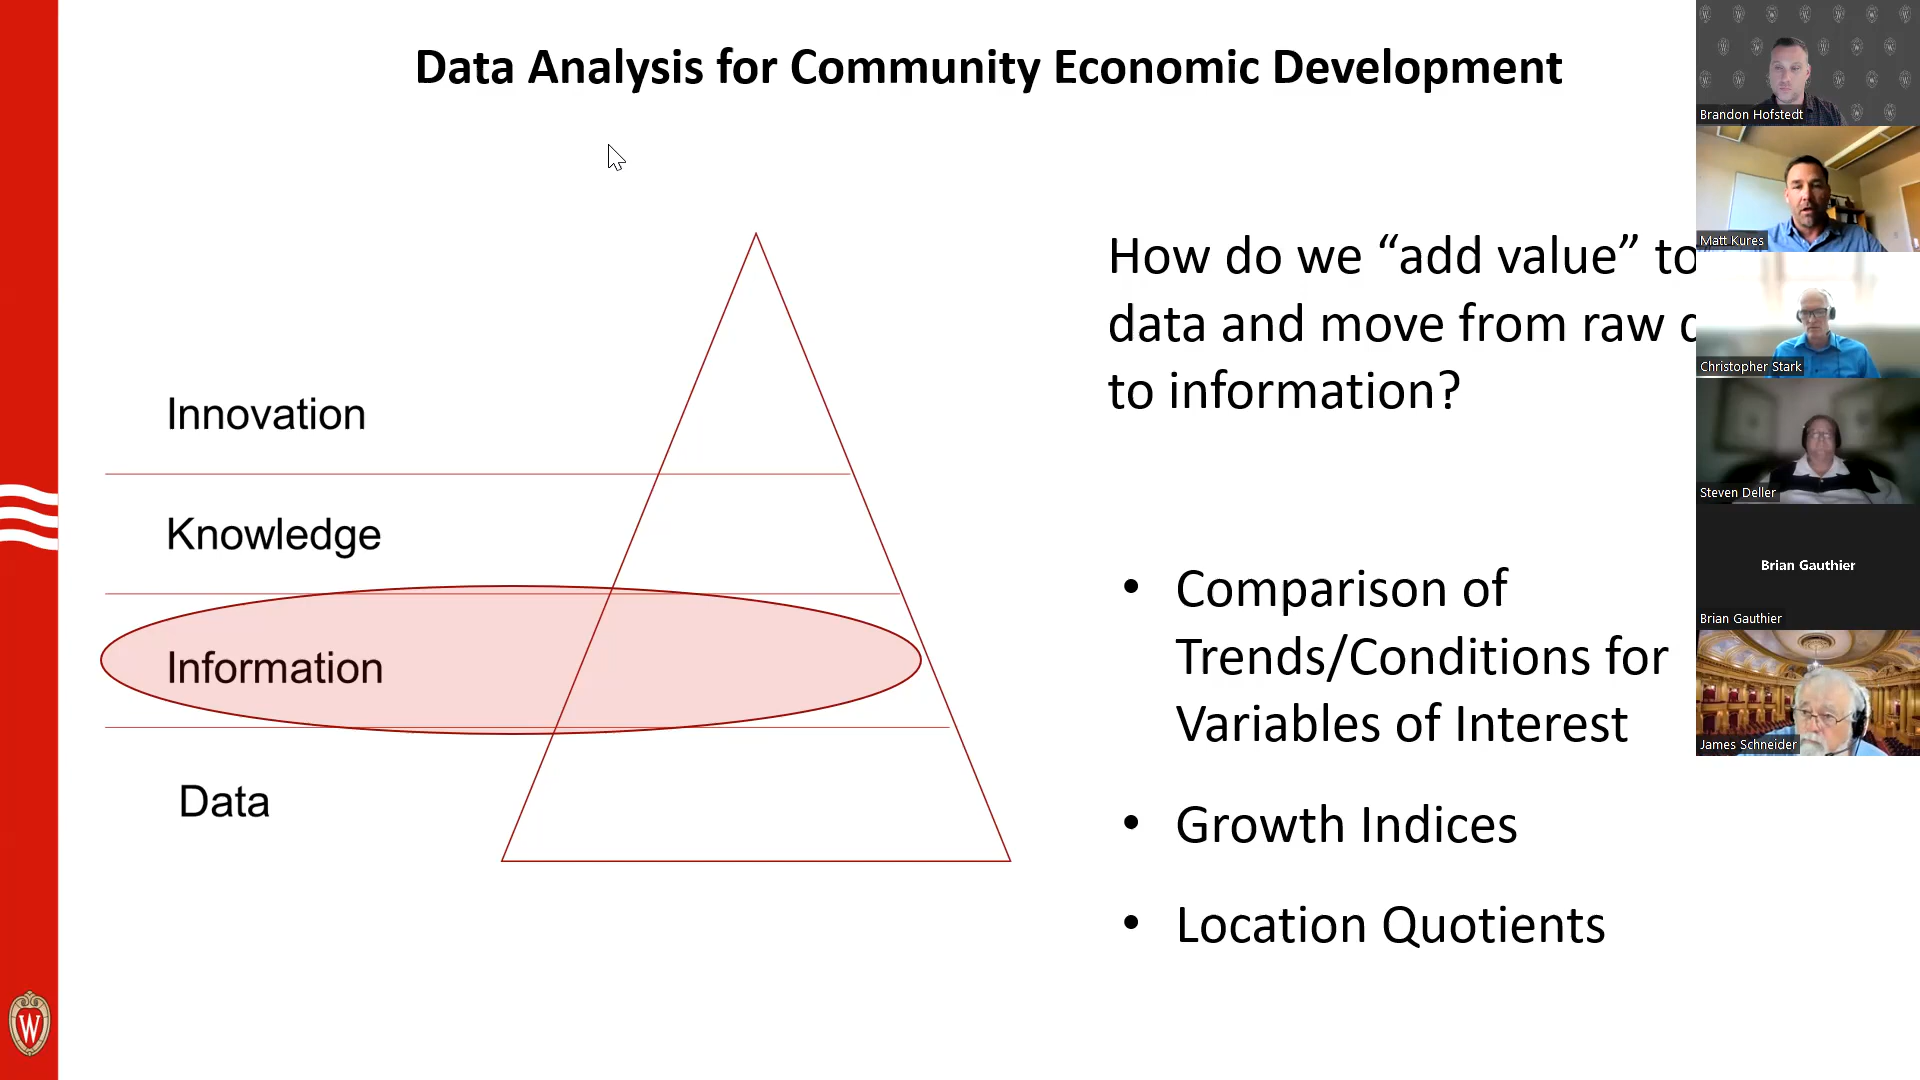 Data Analysis for Community Economic Development
How do we “add value” to
data and move from raw
to information?
Innovation
Knowledge
Information
Data
• Comparison of
Trends/Conditions for
Variables of Interest
• Growth Indices
• Location Quotients
W
Brandon Hofstedt
Matt Kures
Christopher Stark
Steven Deller
Brian Gauthier
Brian Gauthier
James Schneider